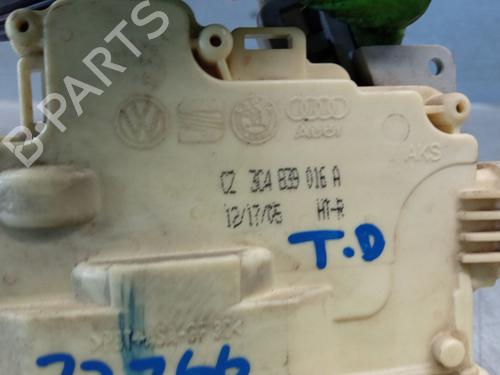 B-PARTS
Audi
AKS
CZ 3C4 839 016 A
12/17/05 HT-R
T.D